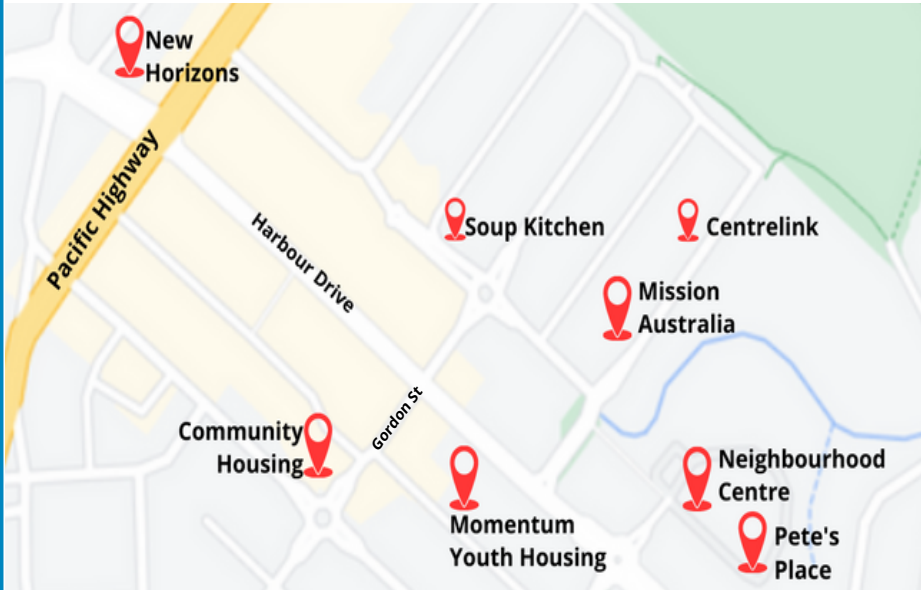 New
Horizons
Pacific Highway
Harbour Drive
Soup Kitchen
Centrelink
Mission
Australia
Gordon St
Community
Housing
Momentum
Youth Housing
Neighbourhood
Centre
Pete's
Place